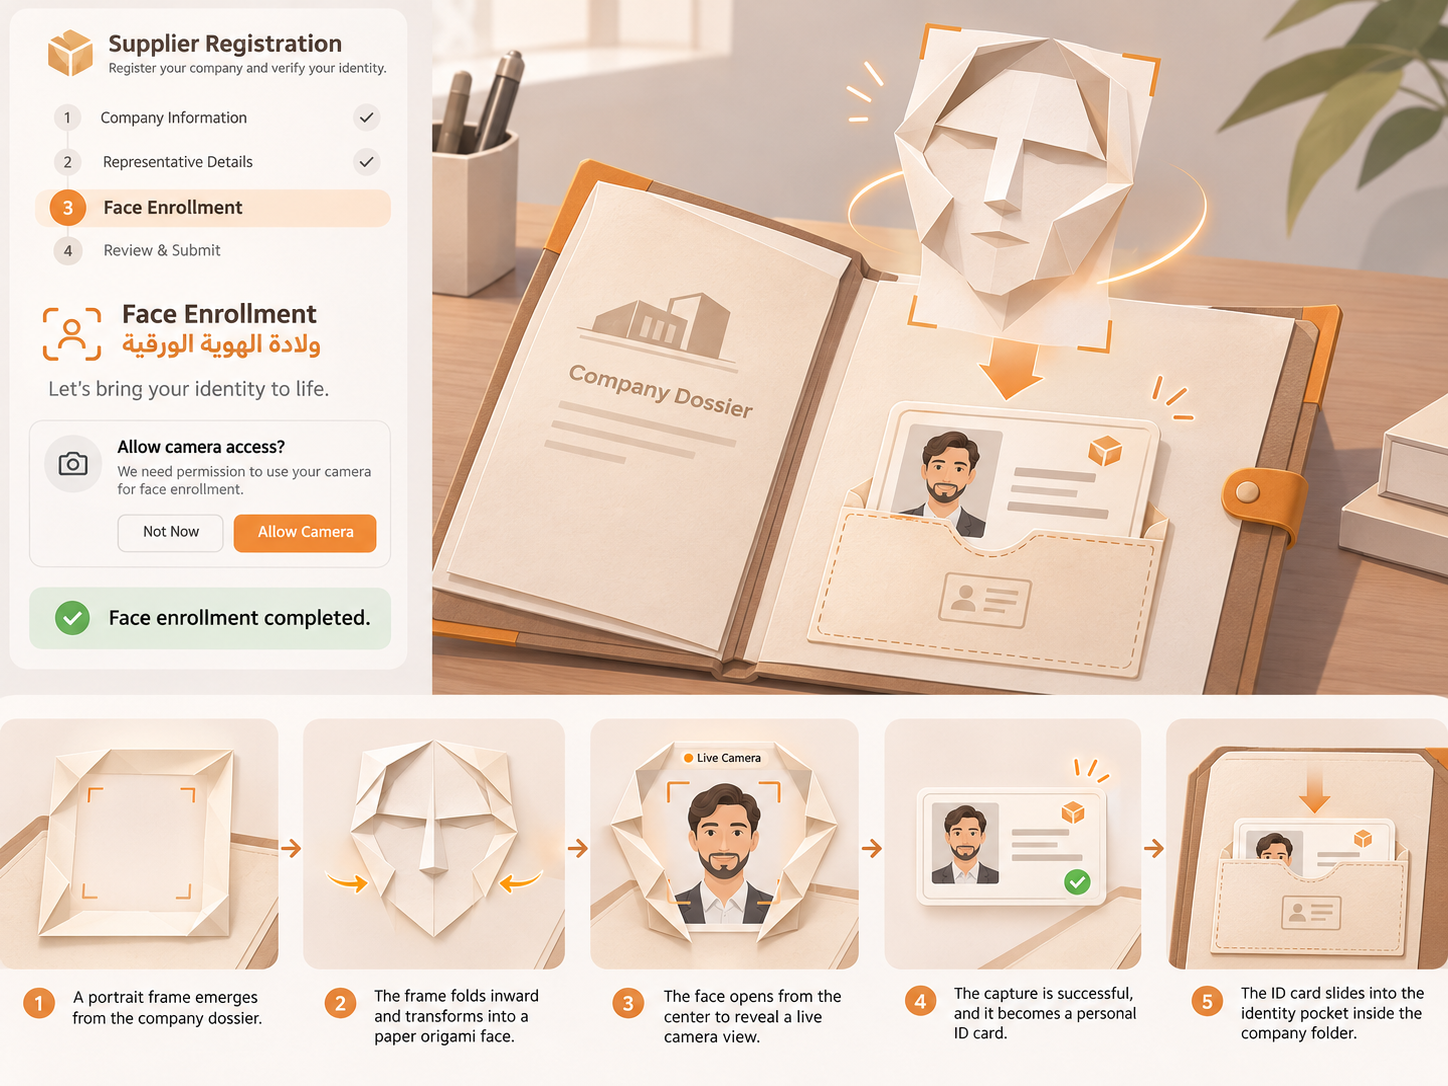 Supplier Registration
Register your company and verify your identity.
1 Company Information
2 Representative Details
3 Face Enrollment
4 Review & Submit
Face Enrollment
ولادة الهوية الورقية
Let's bring your identity to life.
Allow camera access?
We need permission to use your camera
for face enrollment.
Not Now
Allow Camera
Face enrollment completed.
Company Dossier
Live Camera
1 A portrait frame emerges
from the company dossier.
2 The frame folds inward
and transforms into a
paper origami face.
3 The face opens from the
center to reveal a live
camera view.
4 The capture is successful,
and it becomes a personal
ID card.
5 The ID card slides into the
identity pocket inside the
company folder.